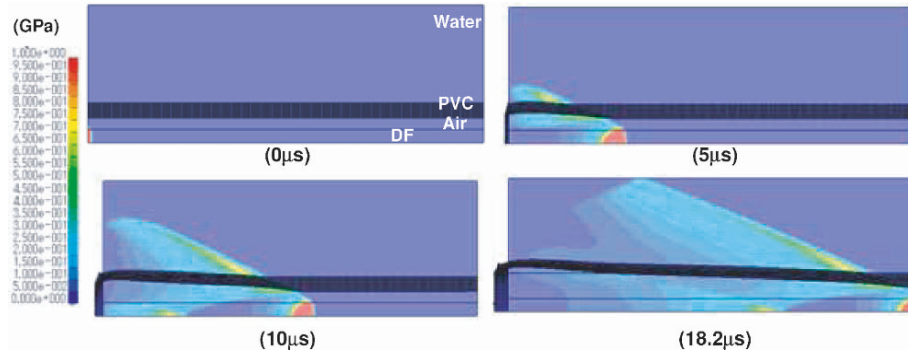 (GPa)
1.000e+000
9.500e-001
9.000e-001
8.500e-001
8.000e-001
7.500e-001
7.000e-001
6.500e-001
6.000e-001
5.500e-001
5.000e-001
4.500e-001
4.000e-001
3.500e-001
3.000e-001
2.500e-001
2.000e-001
1.500e-001
1.000e-001
5.000e-002
0.000e+000
Water
PVC
Air
DF
(0μs)
(5μs)
(10μs)
(18.2μs)